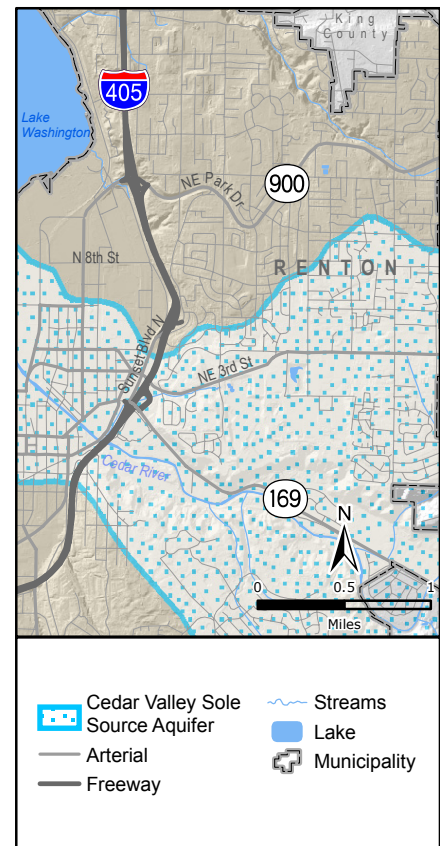 King
County
405
Lake
Washington
NE Park Dr
900
N 8th St
RENTON
Sunset Blvd N
NE 3rd St
Cedar River
169
N
0 0.5 1
Miles
Cedar Valley Sole
Source Aquifer
Arterial
Freeway
Streams
Lake
Municipality